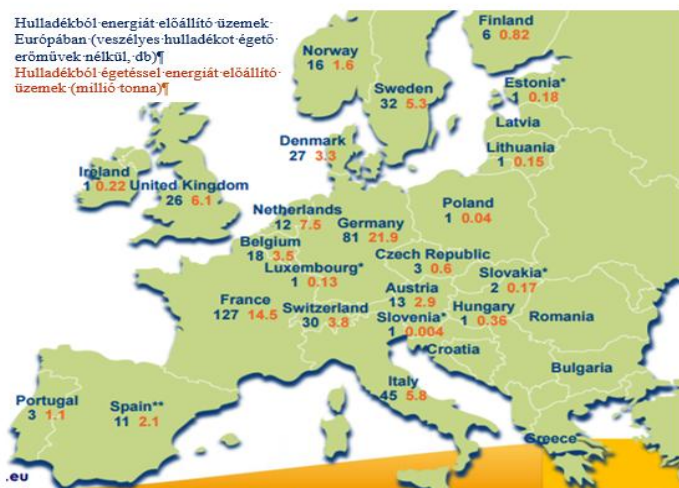 Hulladékból·energiát·előállító·üzemek·
Európában·(veszélyes·hulladékot·égető·
erőművek·nélkül,·db)¶
Hulladékból·égetéssel·energiát·előállító·
üzemek·(millió·tonna)¶
Finland
6 0.82
Norway
16 1.6
Sweden
32 5.3
Estonia*
1 0.18
Latvia
Denmark
27 3.3
Lithuania
1 0.15
Ireland
1 0.22
United Kingdom
26 6.1
Poland
1 0.04
Netherlands
12 7.5
Germany
81 21.9
Belgium
18 3.5
Czech Republic
3 0.6
Luxembourg*
1 0.13
Slovakia*
2 0.17
Austria
13 2.9
France
127 14.5
Switzerland
30 3.8
Hungary
1 0.36
Slovenia*
1 0.004
Romania
Croatia
Bulgaria
Italy
45 5.8
Portugal
3 1.1
Spain**
11 2.1
Greece
.eu